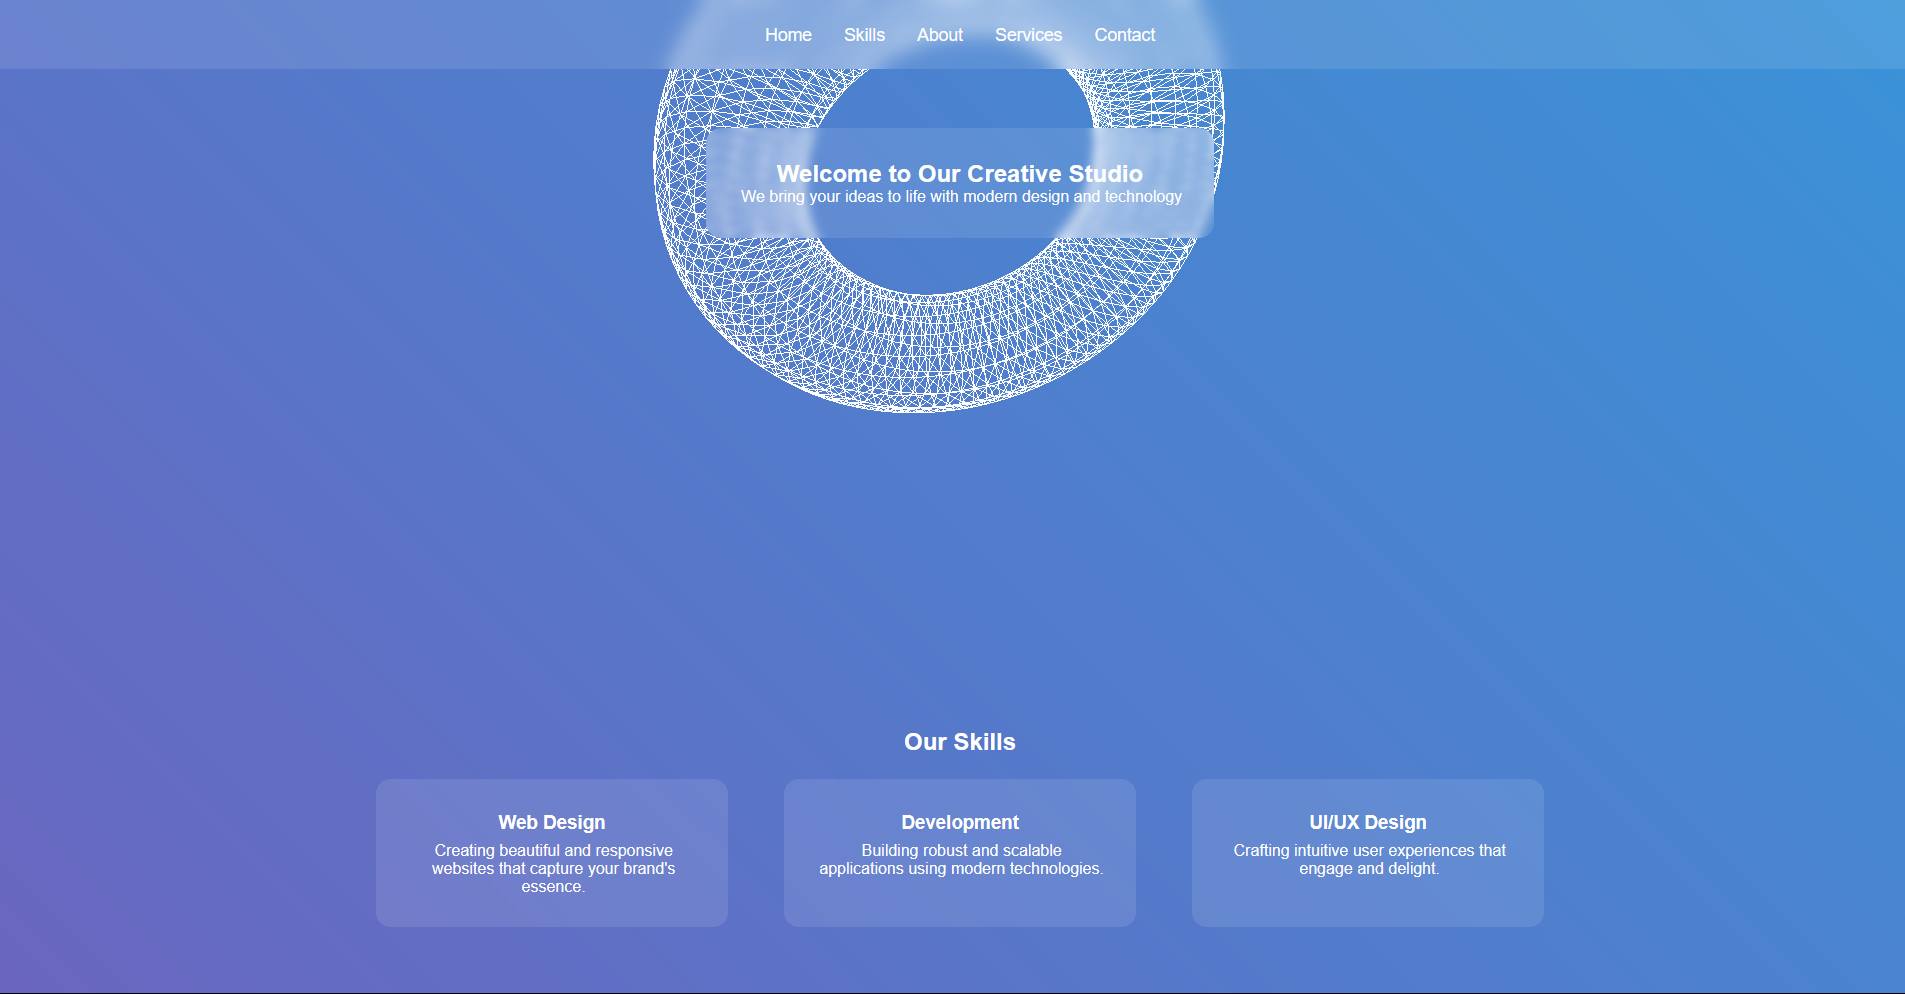 Home Skills About Services Contact
Welcome to Our Creative Studio
We bring your ideas to life with modern design and technology
Our Skills
Web Design
Creating beautiful and responsive
websites that capture your brand's
essence.
Development
Building robust and scalable
applications using modern technologies.
UI/UX Design
Crafting intuitive user experiences that
engage and delight.